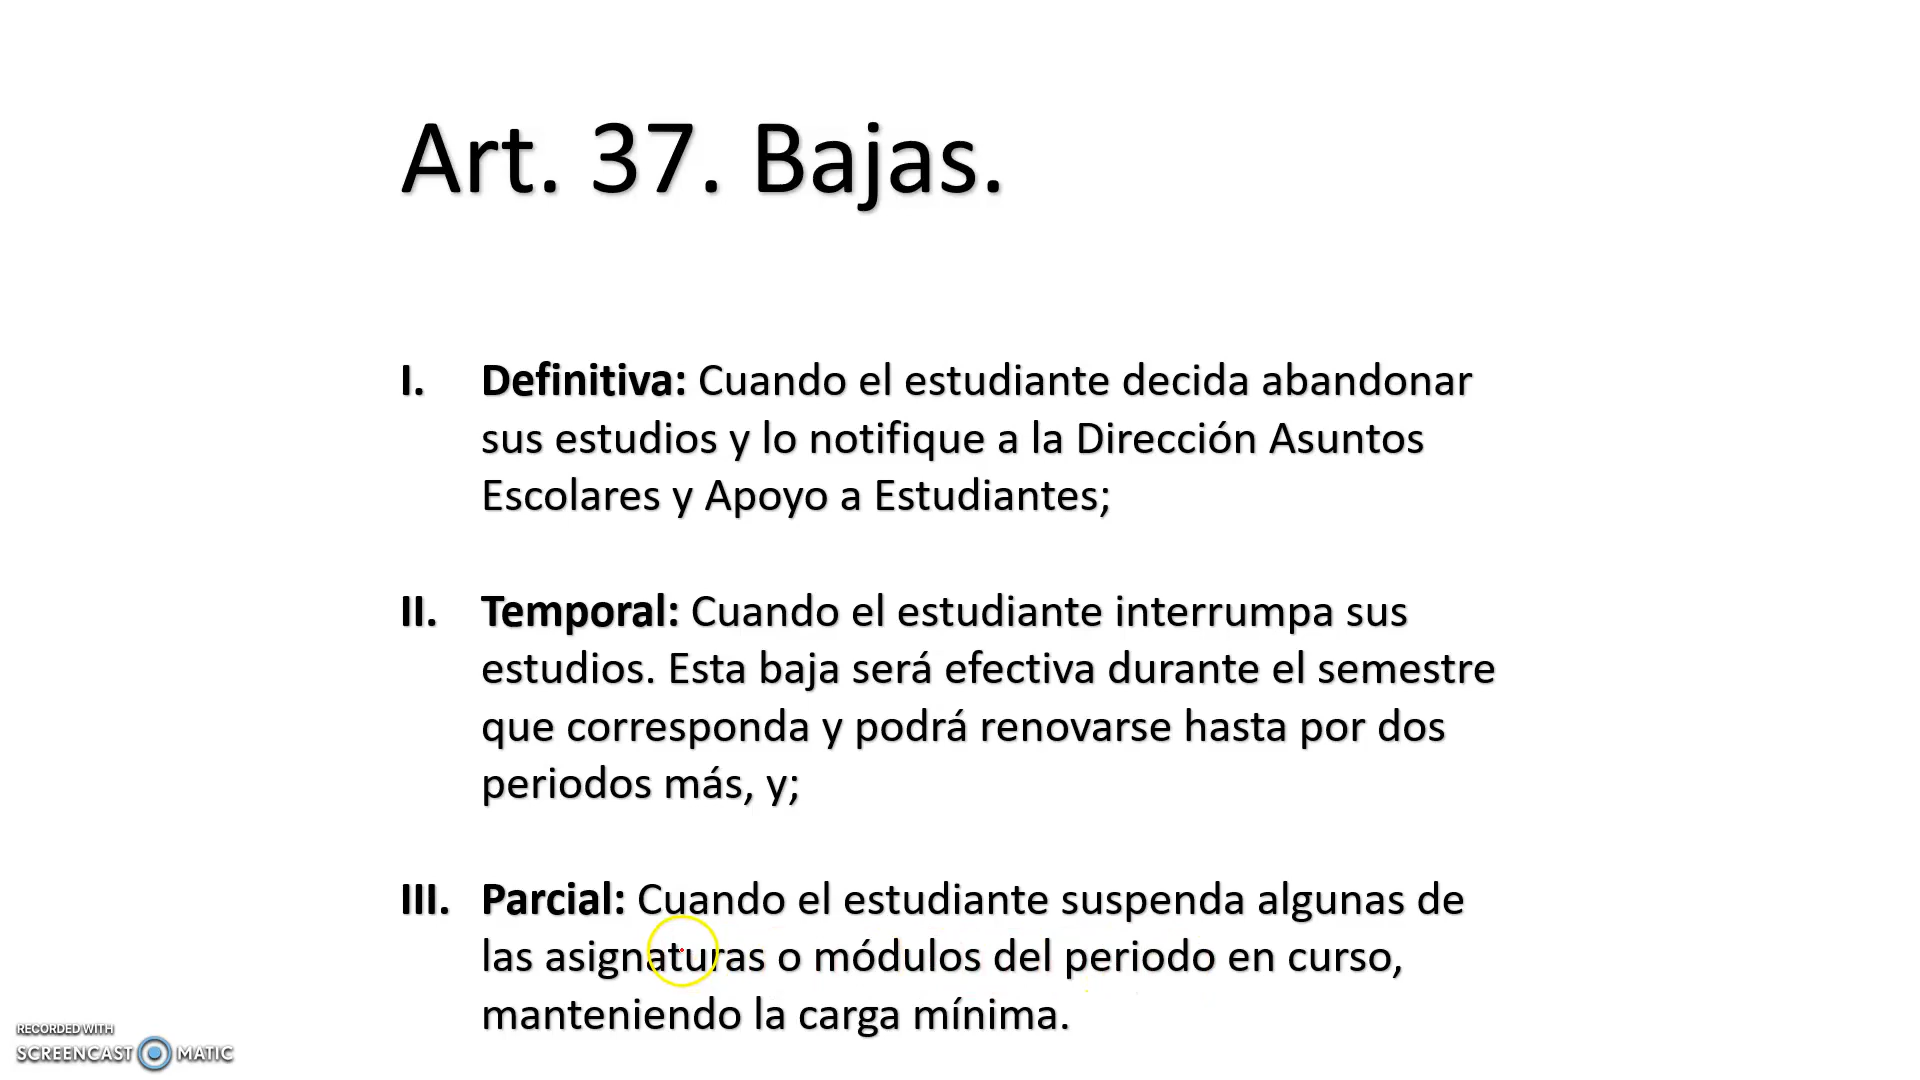 Art. 37. Bajas.
I. Definitiva: Cuando el estudiante decida abandonar
sus estudios y lo notifique a la Dirección Asuntos
Escolares y Apoyo a Estudiantes;
II. Temporal: Cuando el estudiante interrumpa sus
estudios. Esta baja será efectiva durante el semestre
que corresponda y podrá renovarse hasta por dos
periodos más, y;
III. Parcial: Cuando el estudiante suspenda algunas de
las asignaturas o módulos del periodo en curso,
manteniendo la carga mínima.
RECORDED WITH
SCREENCAST MATIC